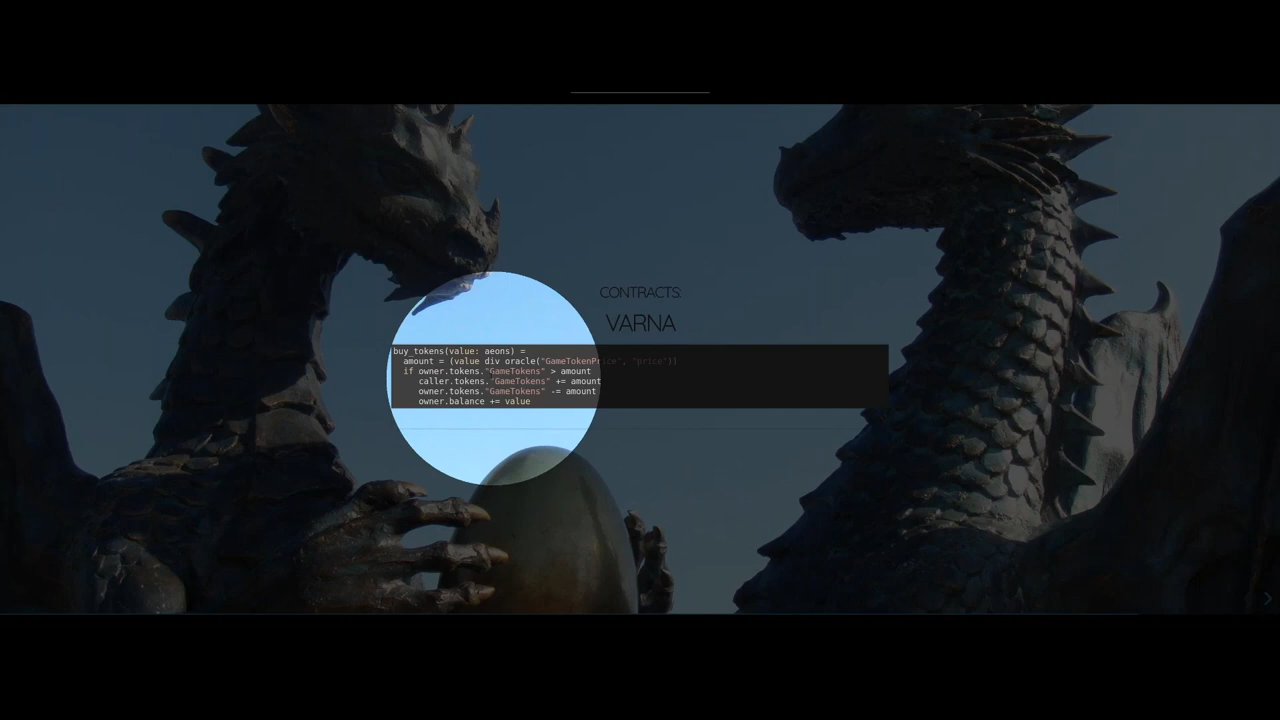 CONTRACTS:
VARNA
buy_tokens(value: aeons) =
  amount = (value div oracle("GameTokenPrice", "price"))
  if owner.tokens."GameTokens" > amount
     caller.tokens."GameTokens" += amount
     owner.tokens."GameTokens" -= amount
     owner.balance += value